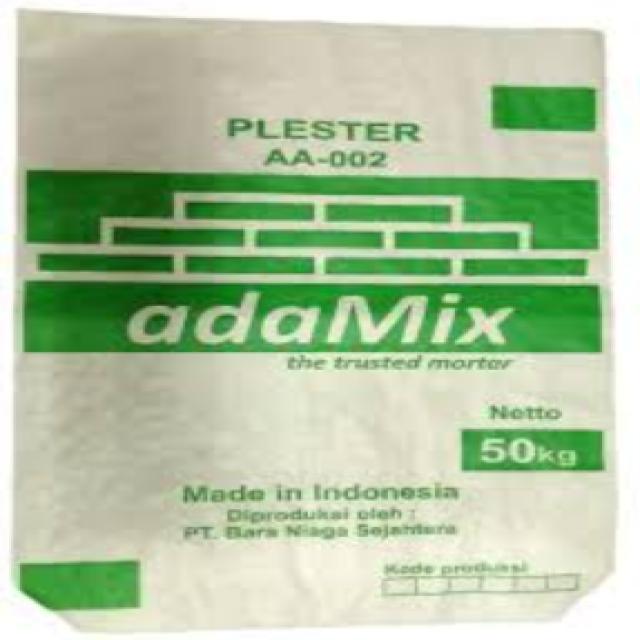 PLESTER
AA-002
adaMix
the trusted mortar
Netto
50kg
Made in Indonesia
Diproduksi oleh :
PT. Bara Niaga Sejahtera
Kode produksi